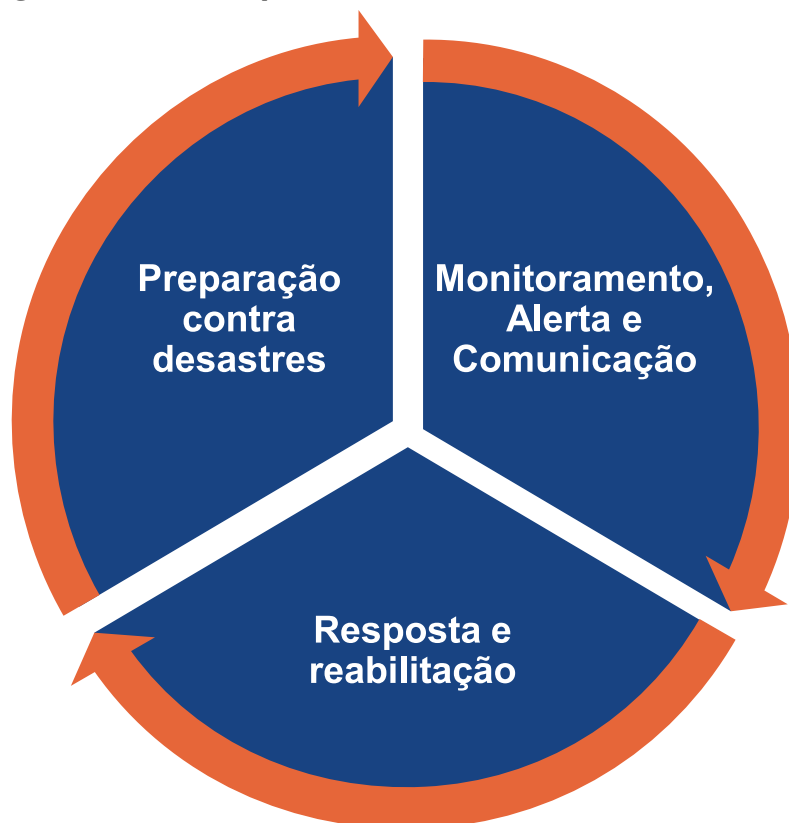 Preparação
contra
desastres
Monitoramento,
Alerta e
Comunicação
Resposta e
reabilitação